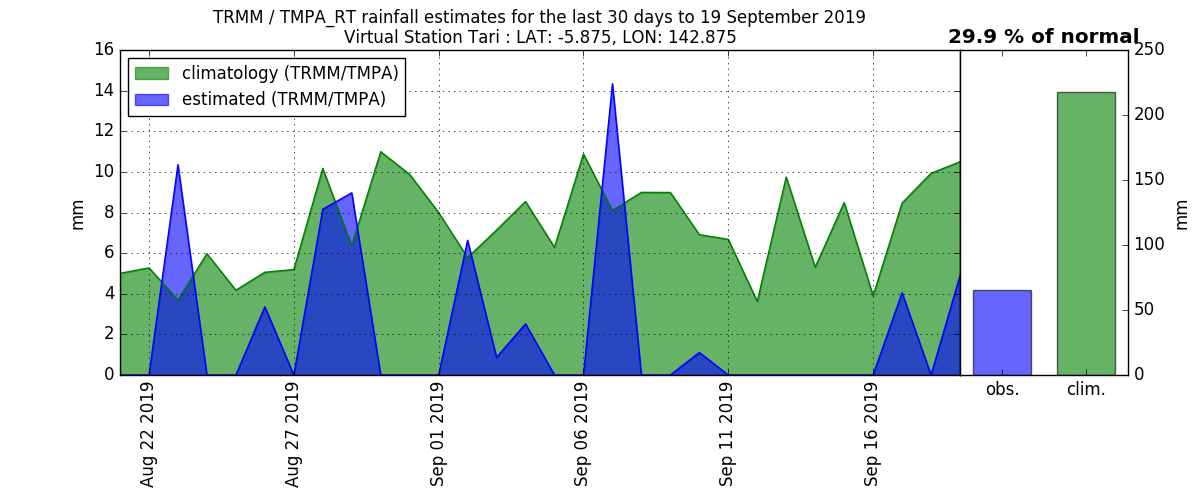 TRMM / TMPA_RT rainfall estimates for the last 30 days to 19 September 2019
Virtual Station Tari : LAT: -5.875, LON: 142.875
29.9 % of normal
climatology (TRMM/TMPA)
estimated (TRMM/TMPA)
mm
16
14
12
10
8
6
4
2
0
Aug 22 2019
Aug 27 2019
Sep 01 2019
Sep 06 2019
Sep 11 2019
Sep 16 2019
250
200
150
100
50
0
mm
obs.
clim.